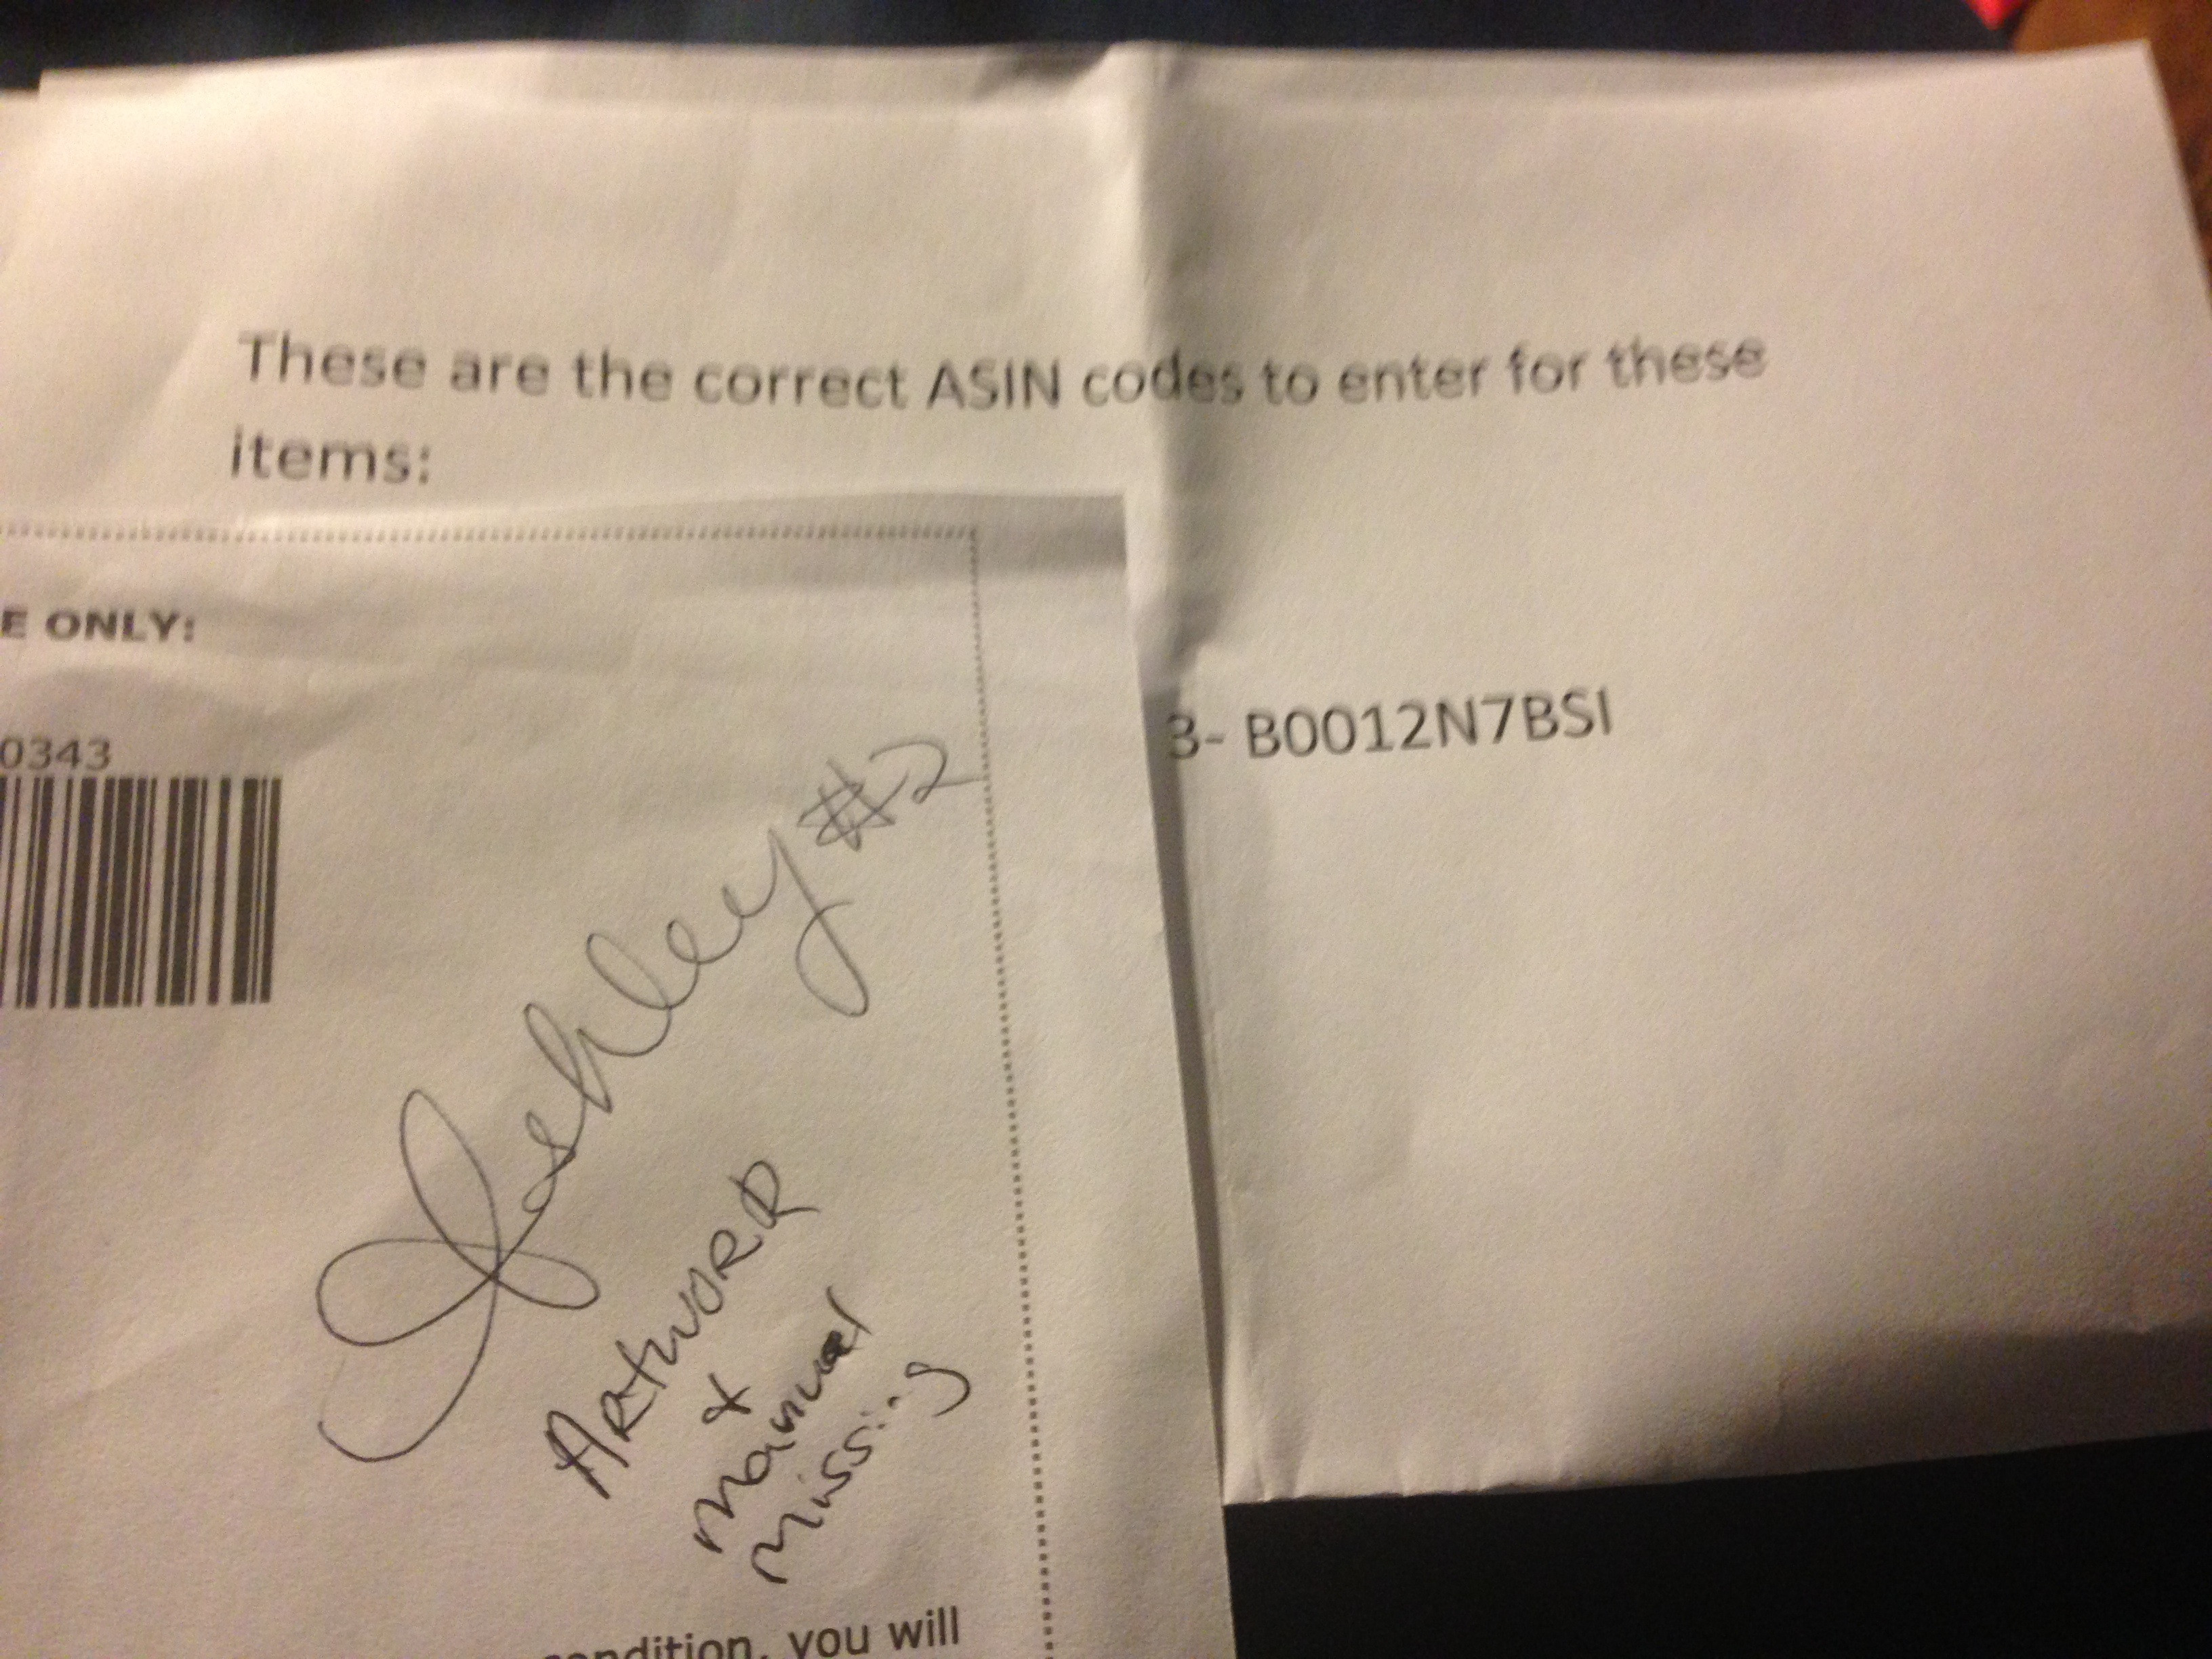 These are the correct ASIN codes to enter for these
items:
E ONLY:
3- B0012N7BSI
0343
Ashley #2
ARtwORk
&
Manual
Missing
condition, you will